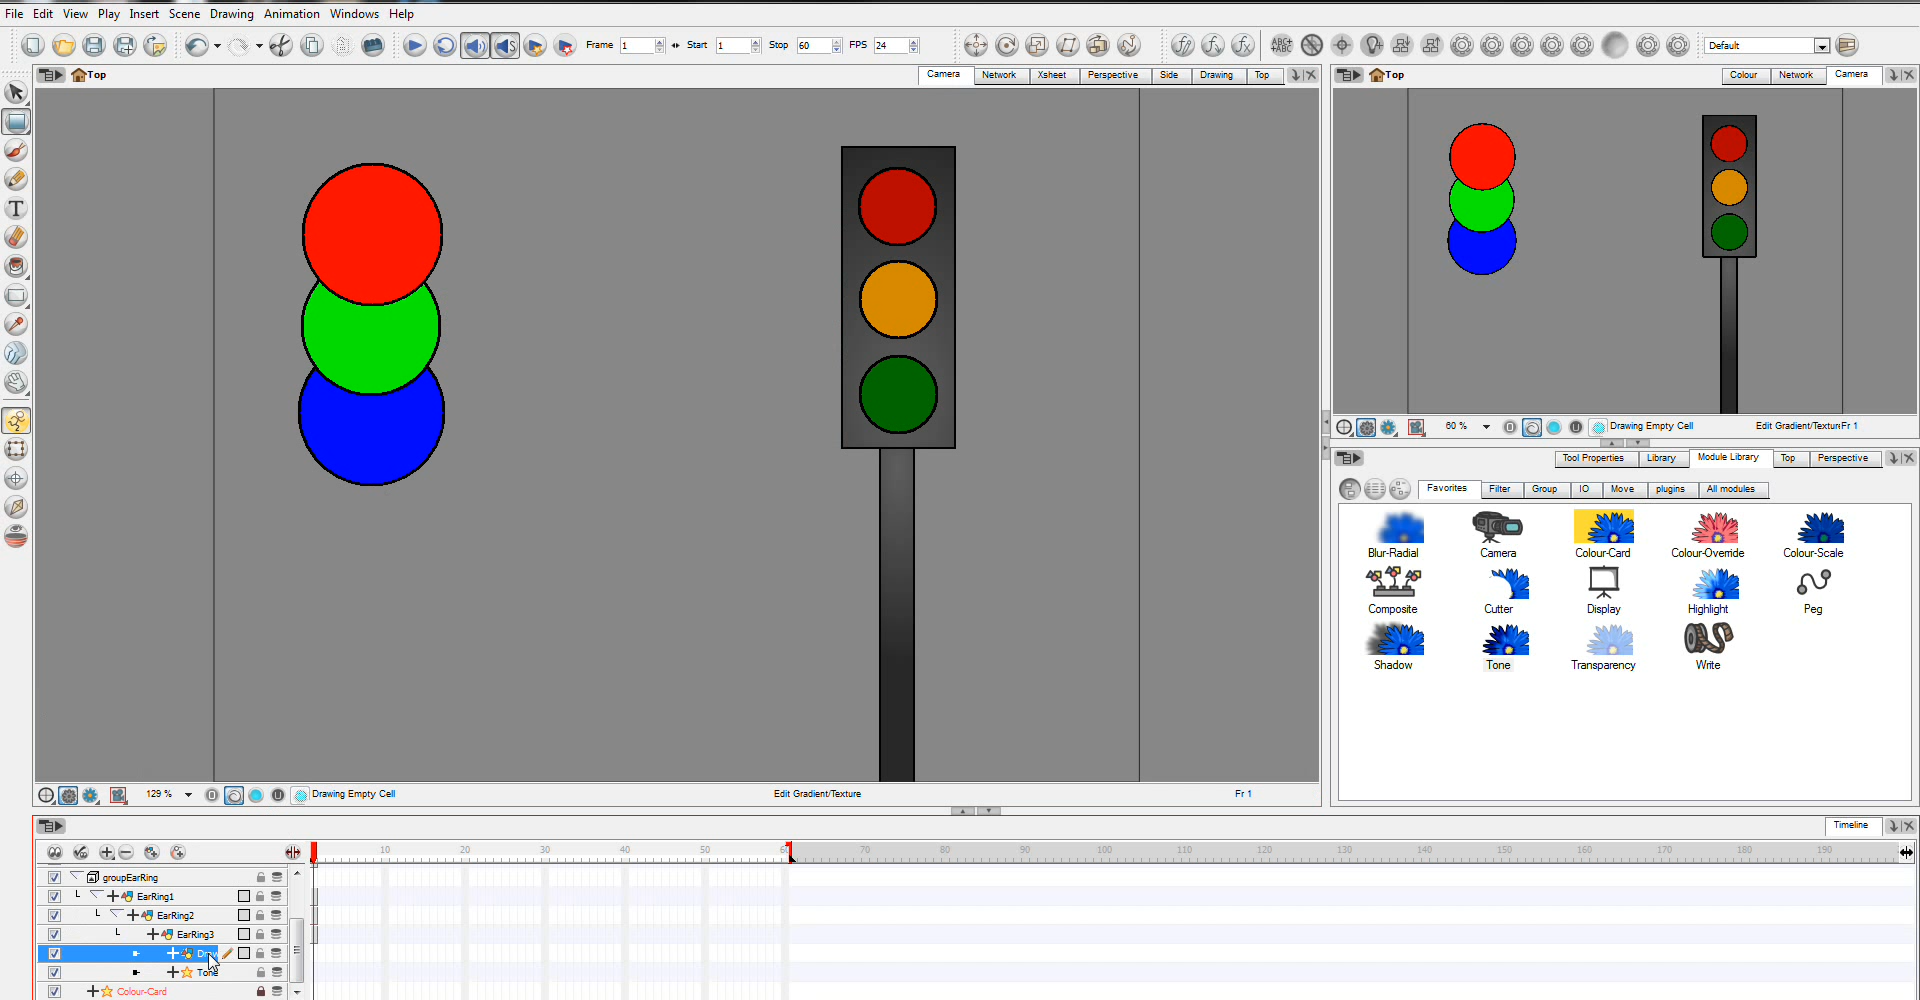 File Edit View Play Insert Scene Drawing Animation Windows Help
Frame 1 Start 1 Stop 60 FPS 24
Default
Top
Camera Network Xsheet Perspective Side Drawing Top
Top
Colour Network Camera
60 % Drawing Empty Cell Edit Gradient/Texture Fr 1
Tool Properties Library Module Library Top Perspective
Favorites Filter Group IO Move plugins All modules
Blur-Radial Camera Colour-Card Colour-Override Colour-Scale
Composite Cutter Display Highlight Peg
Shadow Tone Transparency Write
129 % Drawing Empty Cell Edit Gradient/Texture Fr 1
Timeline
10 20 30 40 50 60 70 80 90 100 110 120 130 140 150 160 170 180 190
groupEarRing
EarRing1
EarRing2
EarRing3
Tone
Colour-Card